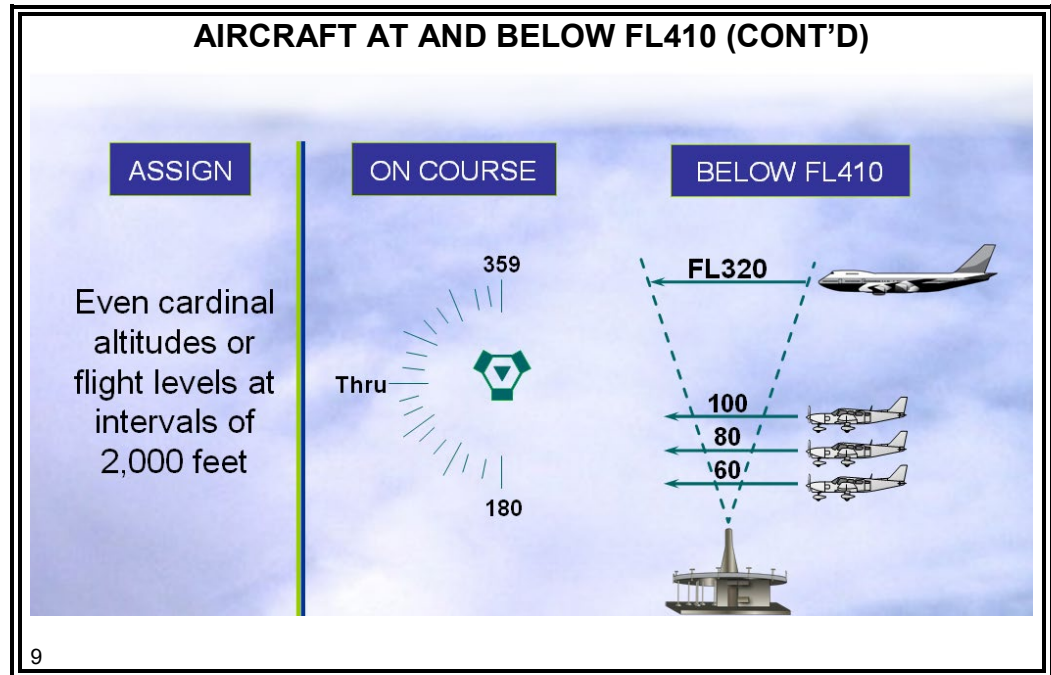 AIRCRAFT AT AND BELOW FL410 (CONT’D)
ASSIGN
Even cardinal
altitudes or
flight levels at
intervals of
2,000 feet
ON COURSE
359
Thru
180
BELOW FL410
FL320
100
80
60
9